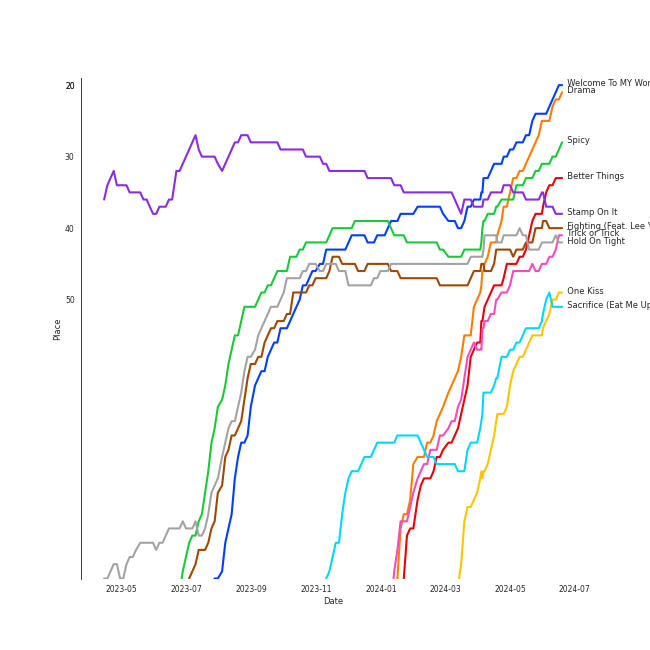 20
30
40
50
Place
Welcome To MY Wor
Drama
Spicy
Better Things
Stamp On It
Fighting (Feat. Lee Y
Trick or Trick
Hold On Tight
One Kiss
Sacrifice (Eat Me Up
2023-05 2023-07 2023-09 2023-11 2024-01 2024-03 2024-05 2024-07
Date